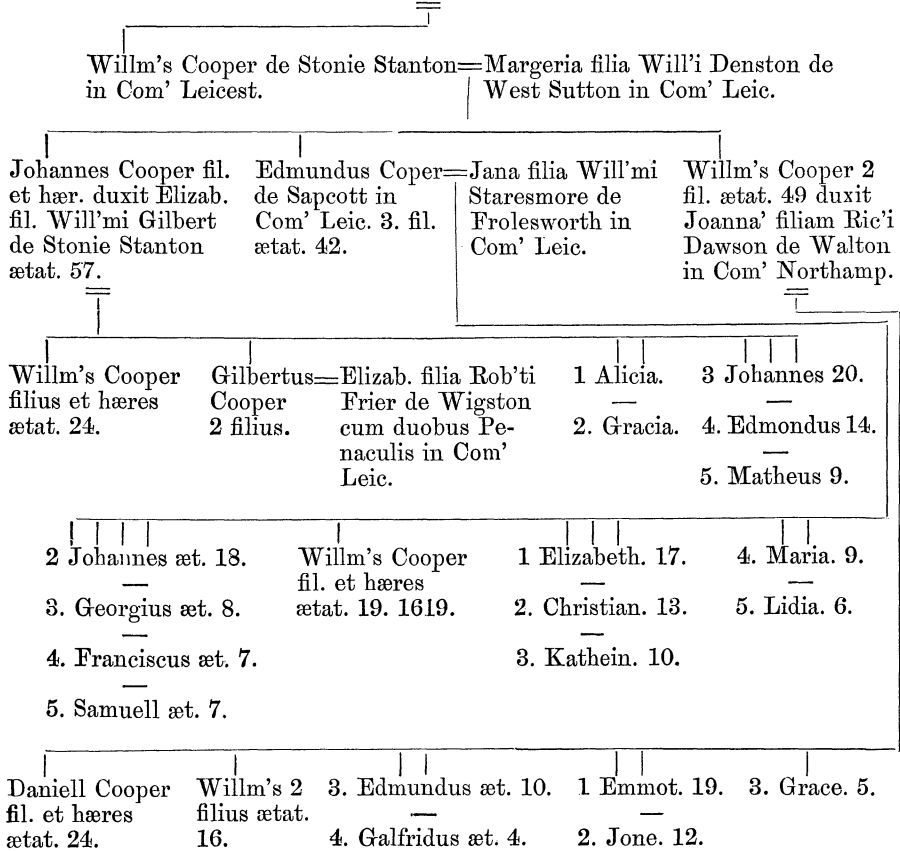 Willm's Cooper de Stonie Stanton=Margeria filia Will'i Denston de
in Com' Leicest. West Sutton in Com' Leic.
Johannes Cooper fil.
et hær. duxit Elizab.
fil. Will'mi Gilbert
de Stonie Stanton
ætat. 57.
Edmundus Coper=Jana filia Will'mi
de Sapcott in Staresmore de
Com' Leic. 3. fil. Frolesworth in
ætat. 42. Com' Leic.
Willm's Cooper 2
fil. ætat. 49 duxit
Joanna' filiam Ric'i
Dawson de Walton
in Com' Northamp.
Willm's Cooper
filius et hæres
ætat. 24.
Gilbertus=Elizab. filia Rob'ti
Cooper Frier de Wigston
2 filius. cum duobus Pe-
naculis in Com'
Leic.
1 Alicia.
2. Gracia.
3 Johannes 20.
4. Edmondus 14.
5. Matheus 9.
2 Johannes æt. 18.
3. Georgius æt. 8.
4. Franciscus æt. 7.
5. Samuell æt. 7.
Willm's Cooper
fil. et hæres
ætat. 19. 1619.
1 Elizabeth. 17.
2. Christian. 13.
3. Kathein. 10.
4. Maria. 9.
5. Lidia. 6.
Daniell Cooper
fil. et hæres
ætat. 24.
Willm's 2
filius ætat.
16.
3. Edmundus æt. 10.
4. Galfridus æt. 4.
1 Emmot. 19.
2. Jone. 12.
3. Grace. 5.